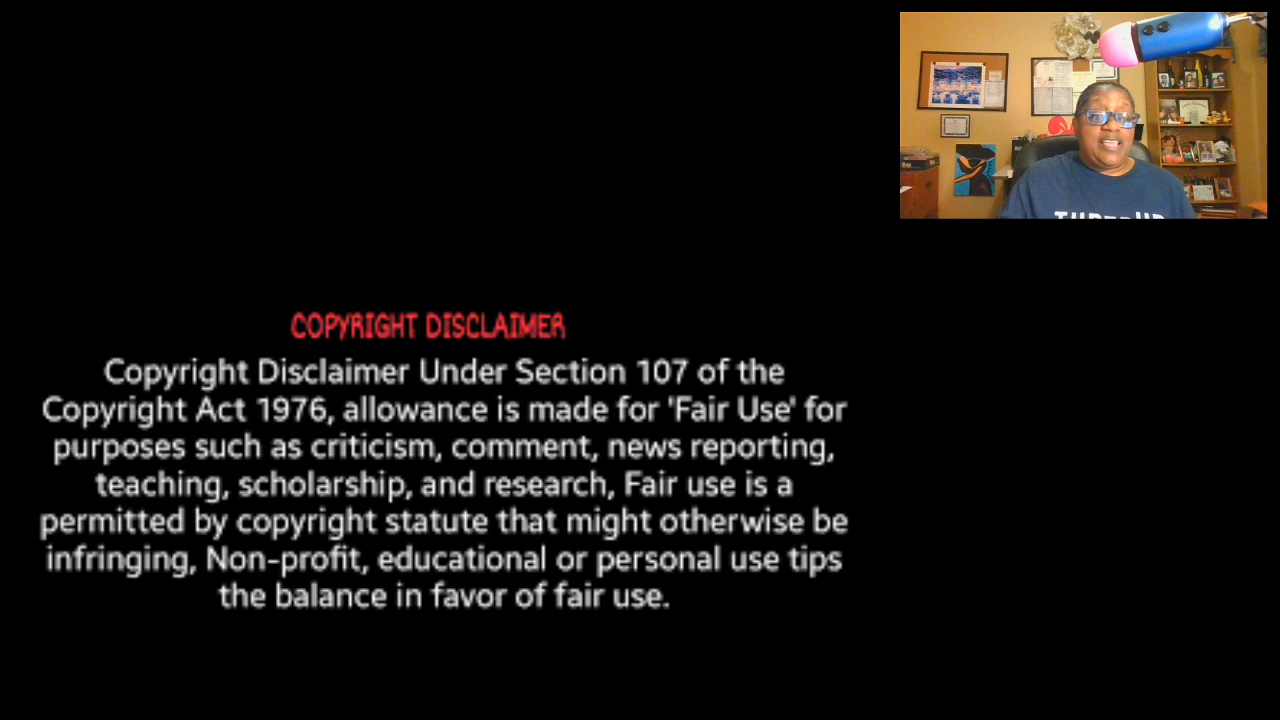 COPYRIGHT DISCLAIMER
Copyright Disclaimer Under Section 107 of the
Copyright Act 1976, allowance is made for 'Fair Use' for
purposes such as criticism, comment, news reporting,
teaching, scholarship, and research, Fair use is a
permitted by copyright statute that might otherwise be
infringing, Non-profit, educational or personal use tips
the balance in favor of fair use.